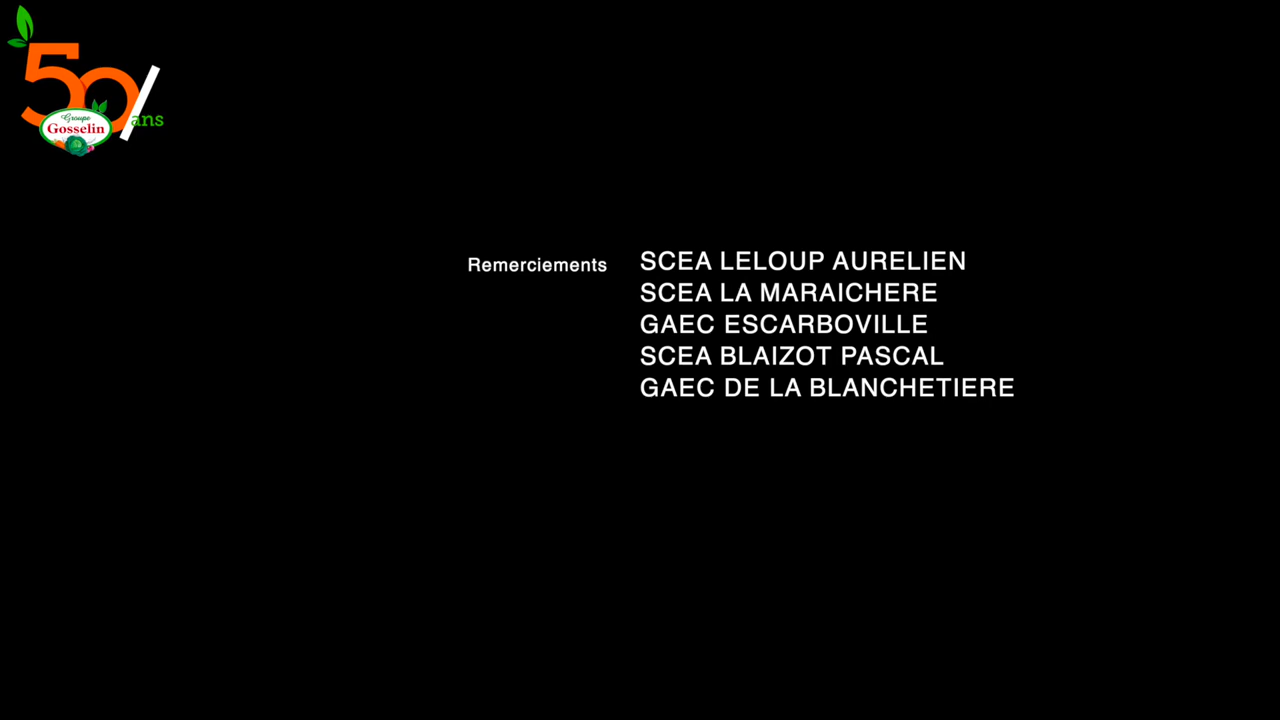 50/
ans
Groupe
Gosselin
Remerciements
SCEA LELOUP AURELIEN
SCEA LA MARAICHERE
GAEC ESCARBOVILLE
SCEA BLAIZOT PASCAL
GAEC DE LA BLANCHETIERE